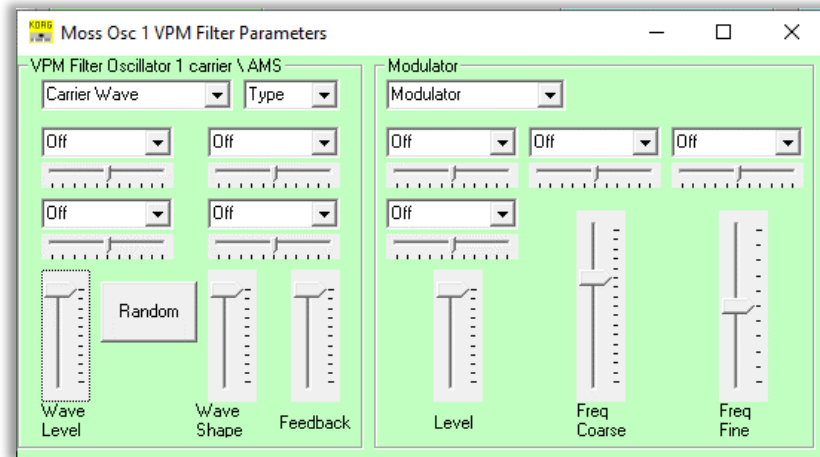 KORG
Moss Osc 1 VPM Filter Parameters
VPM Filter Oscillator 1 carrier \ AMS
Modulator
Carrier Wave
Type
Modulator
Off
Off
Off
Off
Off
Off
Off
Off
Random
Wave
Level
Wave
Shape
Feedback
Level
Freq
Coarse
Freq
Fine